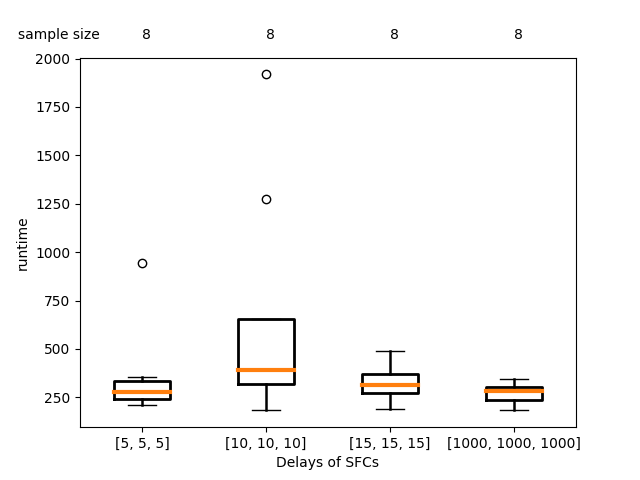 sample size 8 8 8 8
2000
1750
1500
1250
1000
750
500
250
runtime
[5, 5, 5] [10, 10, 10] [15, 15, 15] [1000, 1000, 1000]
Delays of SFCs